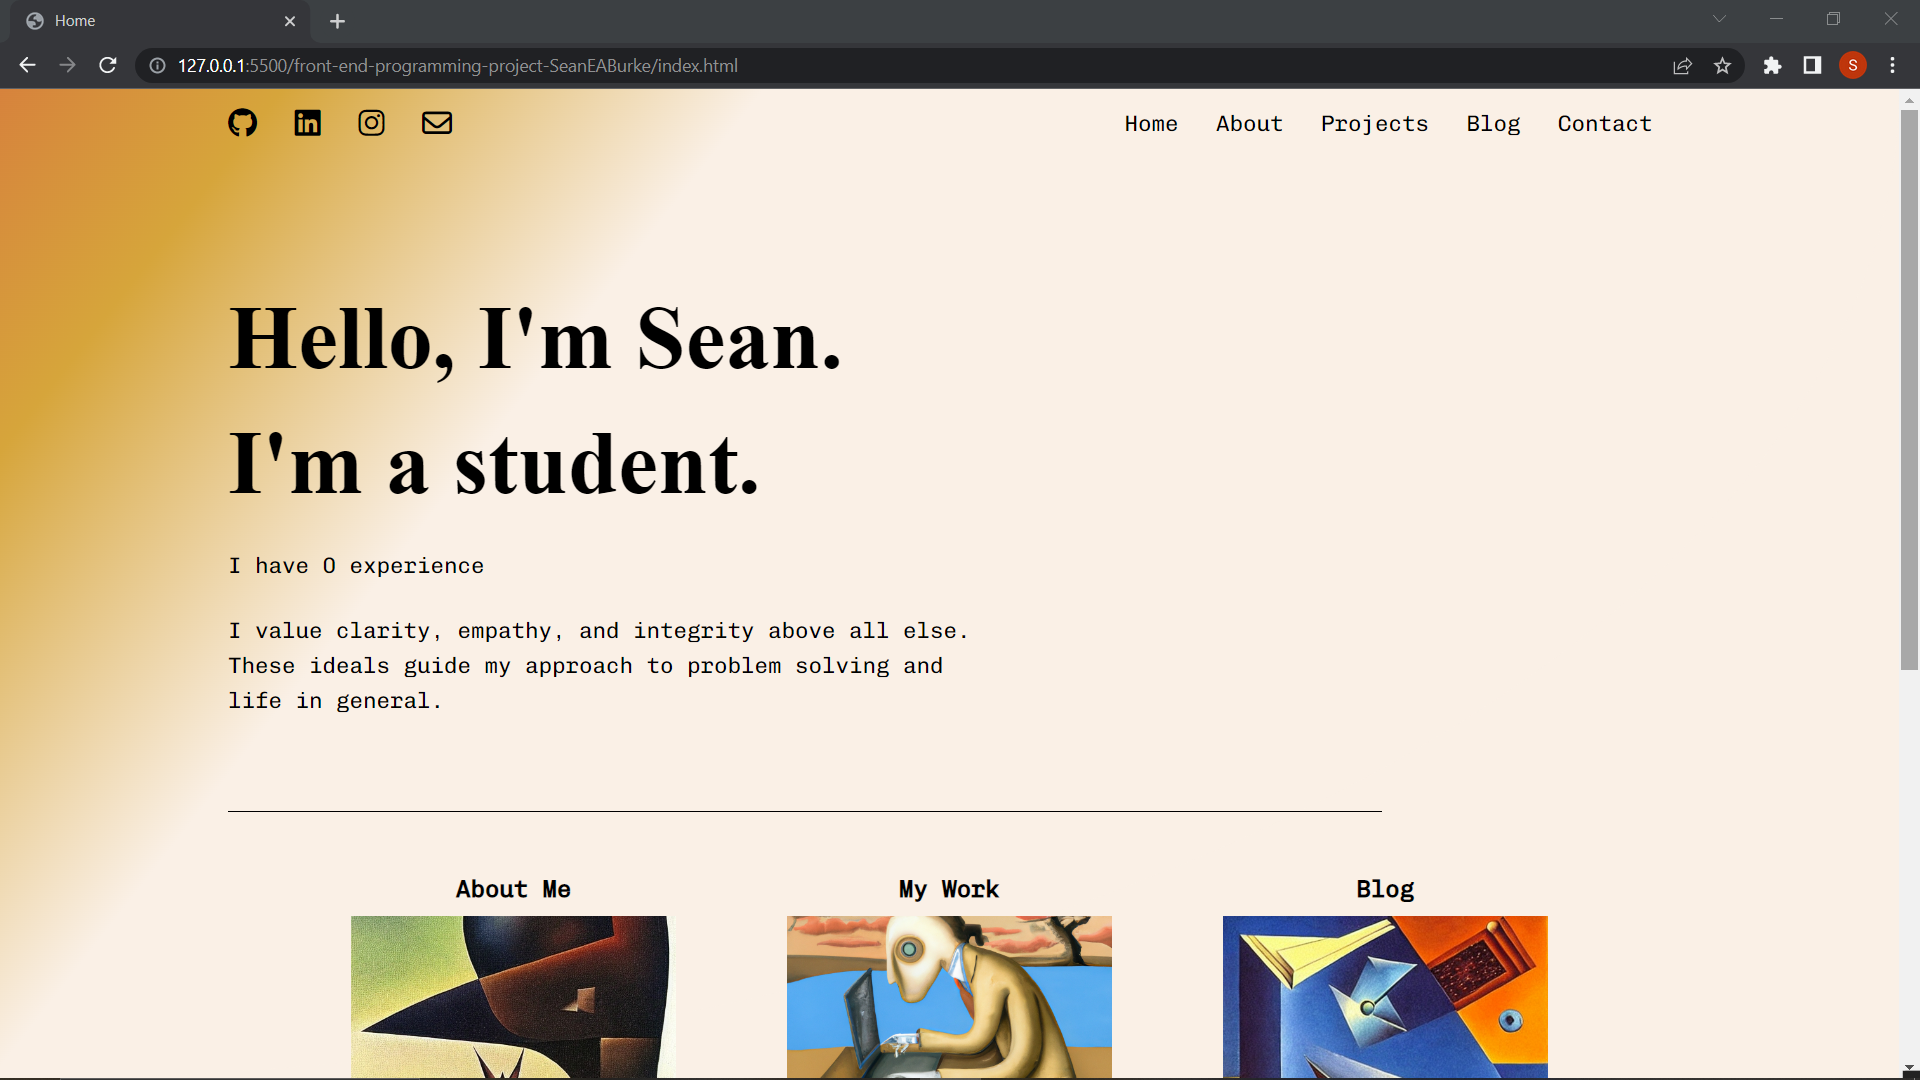 Home
127.0.0.1:5500/front-end-programming-project-SeanEABurke/index.html
S
in
Home About Projects Blog Contact
Hello, I'm Sean.
I'm a student.
I have 0 experience
I value clarity, empathy, and integrity above all else.
These ideals guide my approach to problem solving and
life in general.
About Me My Work Blog